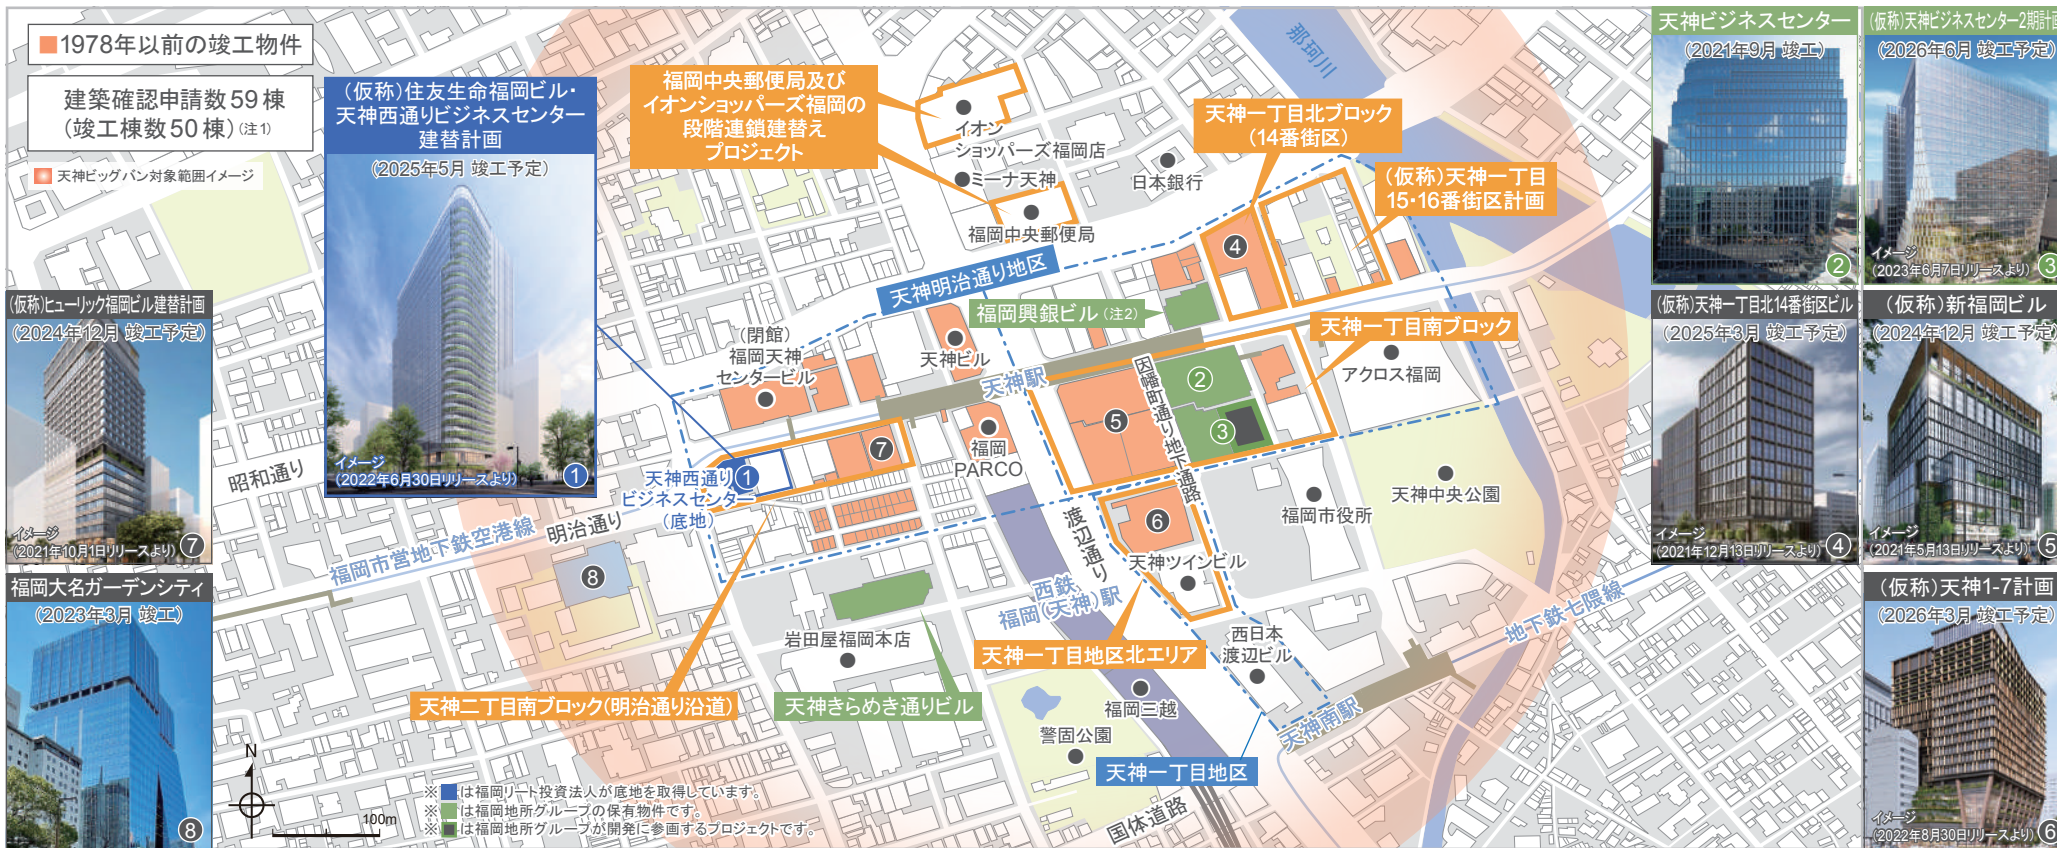 1978年以前の竣工物件
建築確認申請数59棟
(竣工棟数50棟)(注1)
天神ビッグバン対象範囲イメージ
(仮称)住友生命福岡ビル・
天神西通りビジネスセンター
建替計画
(2025年5月 竣工予定)
イメージ
(2022年6月30日リリースより)
①
福岡中央郵便局及び
イオンショッパーズ福岡の
段階連鎖建替え
プロジェクト
イオン
ショッパーズ福岡店
ミーナ天神
福岡中央郵便局
日本銀行
那珂川
天神一丁目北ブロック
(14番街区)
(仮称)天神一丁目
15・16番街区計画
天神ビジネスセンター
(2021年9月 竣工)
②
(仮称)天神ビジネスセンター2期計画
(2026年6月 竣工予定)
イメージ
(2023年6月7日リリースより)
③
(仮称)ヒューリック福岡ビル建替計画
(2024年12月 竣工予定)
イメージ
(2021年10月1日リリースより)
⑦
(仮称)天神一丁目北14番街区ビル
(2025年3月 竣工予定)
イメージ
(2021年12月13日リリースより)
④
(仮称)新福岡ビル
(2024年12月 竣工予定)
イメージ
(2021年5月13日リリースより)
⑤
天神明治通り地区
福岡興銀ビル(注2)
天神一丁目南ブロック
(閉館)
福岡天神
センタービル
天神ビル
天神駅
因幡町通り地下通路
アクロス福岡
④
②
③
⑤
⑦
①
⑥
⑧
福岡
PARCO
天神西通り
ビジネスセンター
(底地)
昭和通り
明治通り
福岡市営地下鉄空港線
渡辺通り
天神ツインビル
福岡市役所
天神中央公園
西鉄
福岡(天神)駅
地下鉄七隈線
岩田屋福岡本店
天神一丁目地区北エリア
西日本
渡辺ビル
天神二丁目南ブロック(明治通り沿道)
天神きらめき通りビル
福岡三越
天神南駅
警固公園
天神一丁目地区
国体道路
福岡大名ガーデンシティ
(2023年3月 竣工)
⑧
(仮称)天神1-7計画
(2026年3月 竣工予定)
イメージ
(2022年8月30日リリースより)
⑥
N
100m
※■は福岡リート投資法人が底地を取得しています。
※■は福岡地所グループの保有物件です。
※■は福岡地所グループが開発に参画するプロジェクトです。